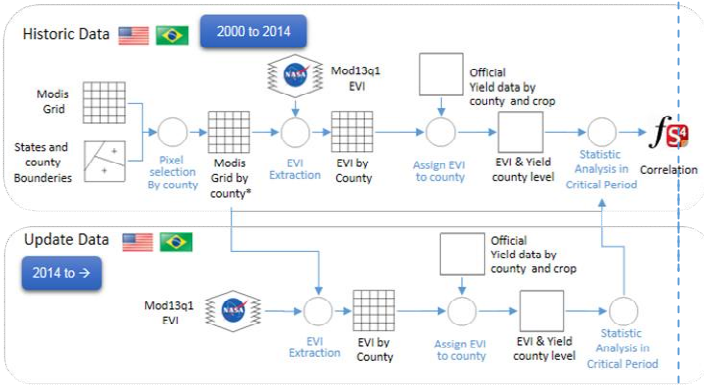 Historic Data
2000 to 2014
NASA
Mod13q1
EVI
Official
Yield data by
county and crop
Modis
Grid
States and
county
Bounderies
Pixel
selection
By county
Modis
Grid by
county*
EVI
Extraction
EVI by
County
Assign EVI
to county
EVI & Yield
county level
Statistic
Analysis in
Critical Period
fS4
Correlation
Update Data
2014 to →
Official
Yield data by
county and crop
Mod13q1
EVI
NASA
EVI
Extraction
EVI by
County
Assign EVI
to county
EVI & Yield
county level
Statistic
Analysis in
Critical Period